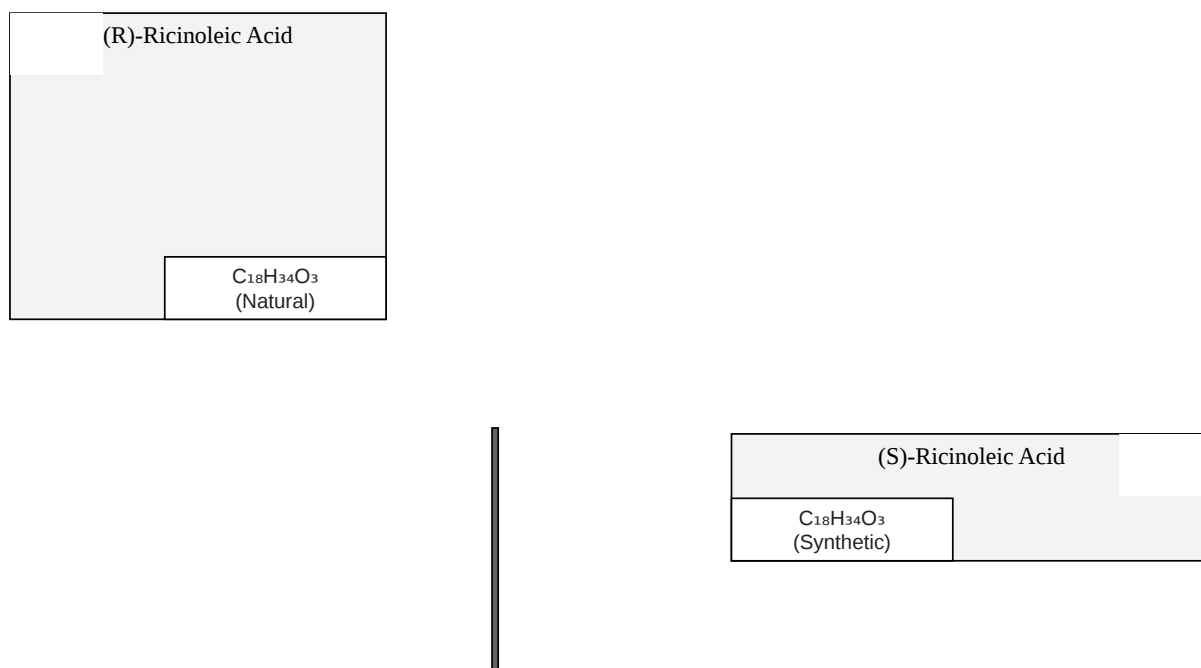 (R)-Ricinoleic Acid
C₁₈H₃₄O₃
(Natural)
(S)-Ricinoleic Acid
C₁₈H₃₄O₃
(Synthetic)